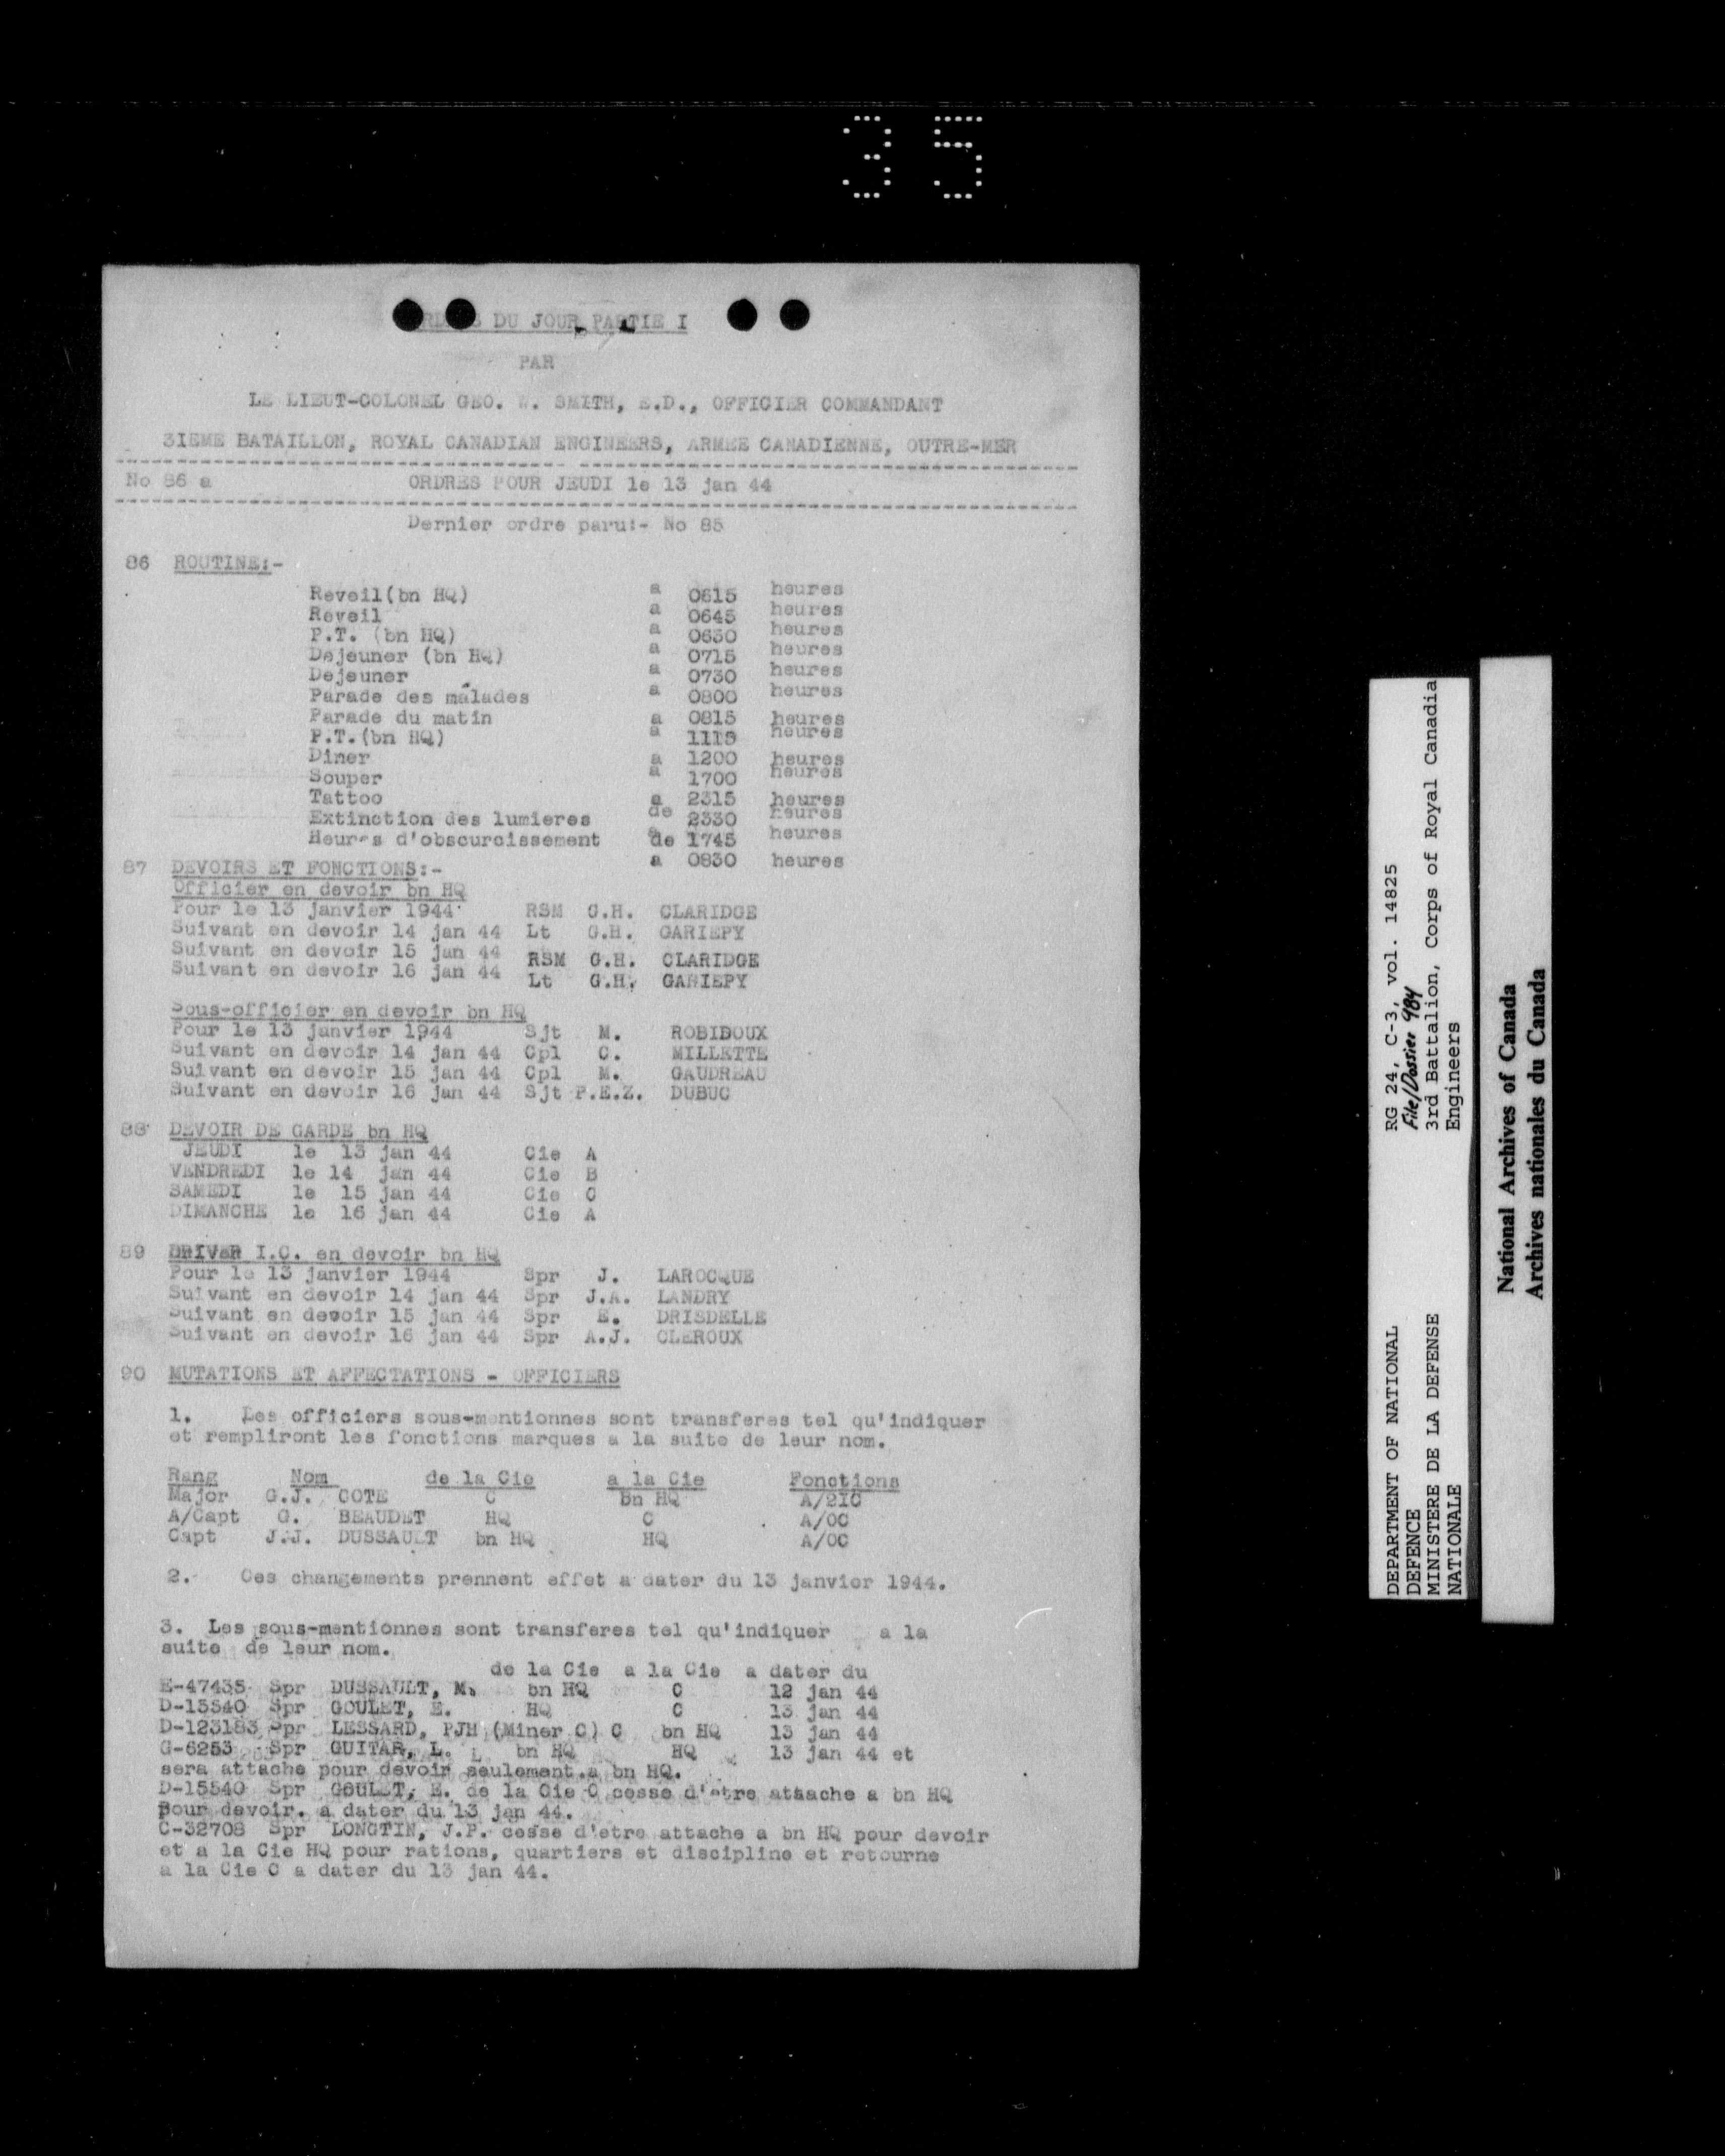 35
DU JOUR PARTIE I
PAR
LE LIEUT-COLONEL GEO. W. SMITH, E.D., OFFICIER COMMANDANT
3IEME BATAILLON, ROYAL CANADIAN ENGINEERS, ARMEE CANADIENNE, OUTRE-MER
No 86 a ORDRES POUR JEUDI le 13 jan 44
Dernier ordre paru:- No 85
86 ROUTINE:-
Reveil(bn HQ) a 0615 heures
Reveil a 0645 heures
P.T. (bn HQ) a 0630 heures
Dejeuner (bn HQ) a 0715 heures
Dejeuner a 0730 heures
Parade des malades a 0800 heures
Parade du matin a 0815 heures
P.T.(bn HQ) a 1115 heures
Diner a 1200 heures
Souper a 1700 heures
Tattoo a 2315 heures
Extinction des lumieres de 2330 heures
Heures d'obscurcissement de 1745 heures
a 0830 heures
87 DEVOIRS ET FONCTIONS:-
Officier en devoir bn HQ
Pour le 13 janvier 1944 RSM G.H. CLARIDGE
Suivant en devoir 14 jan 44 Lt G.H. GARIEPY
Suivant en devoir 15 jan 44 RSM G.H. CLARIDGE
Suivant en devoir 16 jan 44 Lt G.H. GARIEPY
Sous-officier en devoir bn HQ
Pour le 13 janvier 1944 Sjt M. ROBIDOUX
Suivant en devoir 14 jan 44 Cpl C. MILLETTE
Suivant en devoir 15 jan 44 Cpl M. GAUDREAU
Suivant en devoir 16 jan 44 Sjt P.E.Z. DUBUC
88 DEVOIR DE GARDE bn HQ
JEUDI le 13 jan 44 Cie A
VENDREDI le 14 jan 44 Cie B
SAMEDI le 15 jan 44 Cie C
DIMANCHE le 16 jan 44 Cie A
89 DRIVER I.C. en devoir bn HQ
Pour le 13 janvier 1944 Spr J. LAROCQUE
Suivant en devoir 14 jan 44 Spr J.A. LANDRY
Suivant en devoir 15 jan 44 Spr E. DRISDELLE
Suivant en devoir 16 jan 44 Spr A.J. CLEROUX
90 MUTATIONS ET AFFECTATIONS - OFFICIERS
1. Les officiers sous-mentionnes sont transferes tel qu'indiquer
et rempliront les fonctions marques a la suite de leur nom.
Rang Nom de la Cie a la Cie Fonctions
Major G.J. COTE C Bn HQ A/2IC
A/Capt G. BEAUDET HQ C A/OC
Capt J.J. DUSSAULT bn HQ HQ A/OC
2. Ces changements prennent effet a dater du 13 janvier 1944.
3. Les sous-mentionnes sont transferes tel qu'indiquer a la
suite de leur nom.
de la Cie a la Cie a dater du
E-47435 Spr DUSSAULT, M. bn HQ C 12 jan 44
D-15540 Spr GOULET, E. HQ C 13 jan 44
D-123183 Spr LESSARD, PJH (Miner C) C bn HQ 13 jan 44
G-6253 Spr GUITAR, L. bn HQ HQ 13 jan 44 et
sera attache pour devoir seulement a bn HQ.
D-15540 Spr GOULET, E. de la Cie C cesse d'etre attache a bn HQ
pour devoir. a dater du 13 jan 44.
C-32708 Spr LONGTIN, J.P. cesse d'etre attache a bn HQ pour devoir
et a la Cie HQ pour rations, quartiers et discipline et retourne
a la Cie C a dater du 13 jan 44.
DEPARTMENT OF NATIONAL DEFENCE
MINISTERE DE LA DEFENSE NATIONALE
RG 24, C-3, vol. 14825
File/Dossier 984
3rd Battalion, Corps of Royal Canadia
Engineers
National Archives of Canada
Archives nationales du Canada